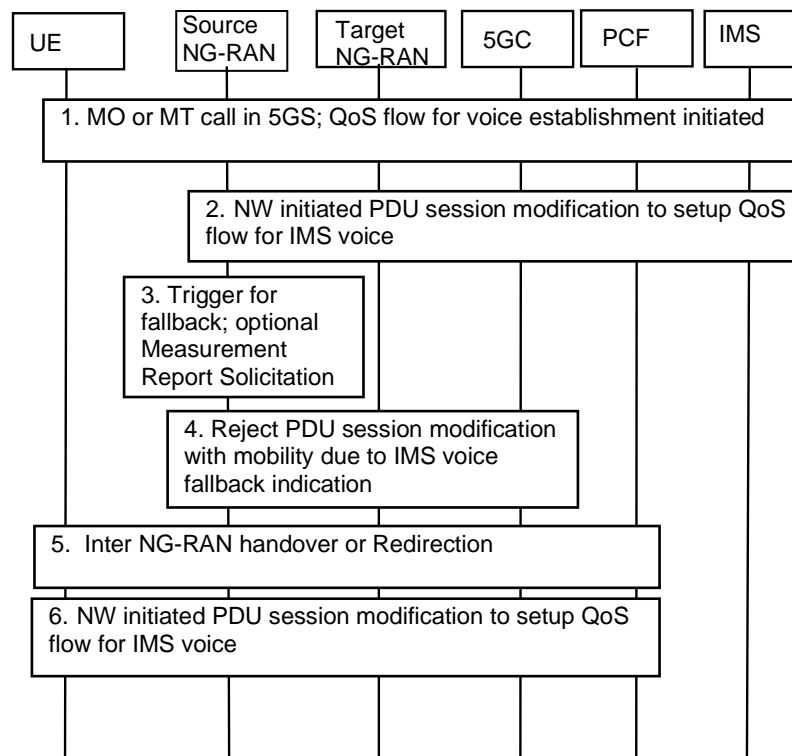 UE
Source
NG-RAN
Target
NG-RAN
5GC
PCF
IMS
1. MO or MT call in 5GS; QoS flow for voice establishment initiated
2. NW initiated PDU session modification to setup QoS
flow for IMS voice
3. Trigger for
fallback; optional
Measurement
Report Solicitation
4. Reject PDU session modification
with mobility due to IMS voice
fallback indication
5. Inter NG-RAN handover or Redirection
6. NW initiated PDU session modification to setup QoS
flow for IMS voice